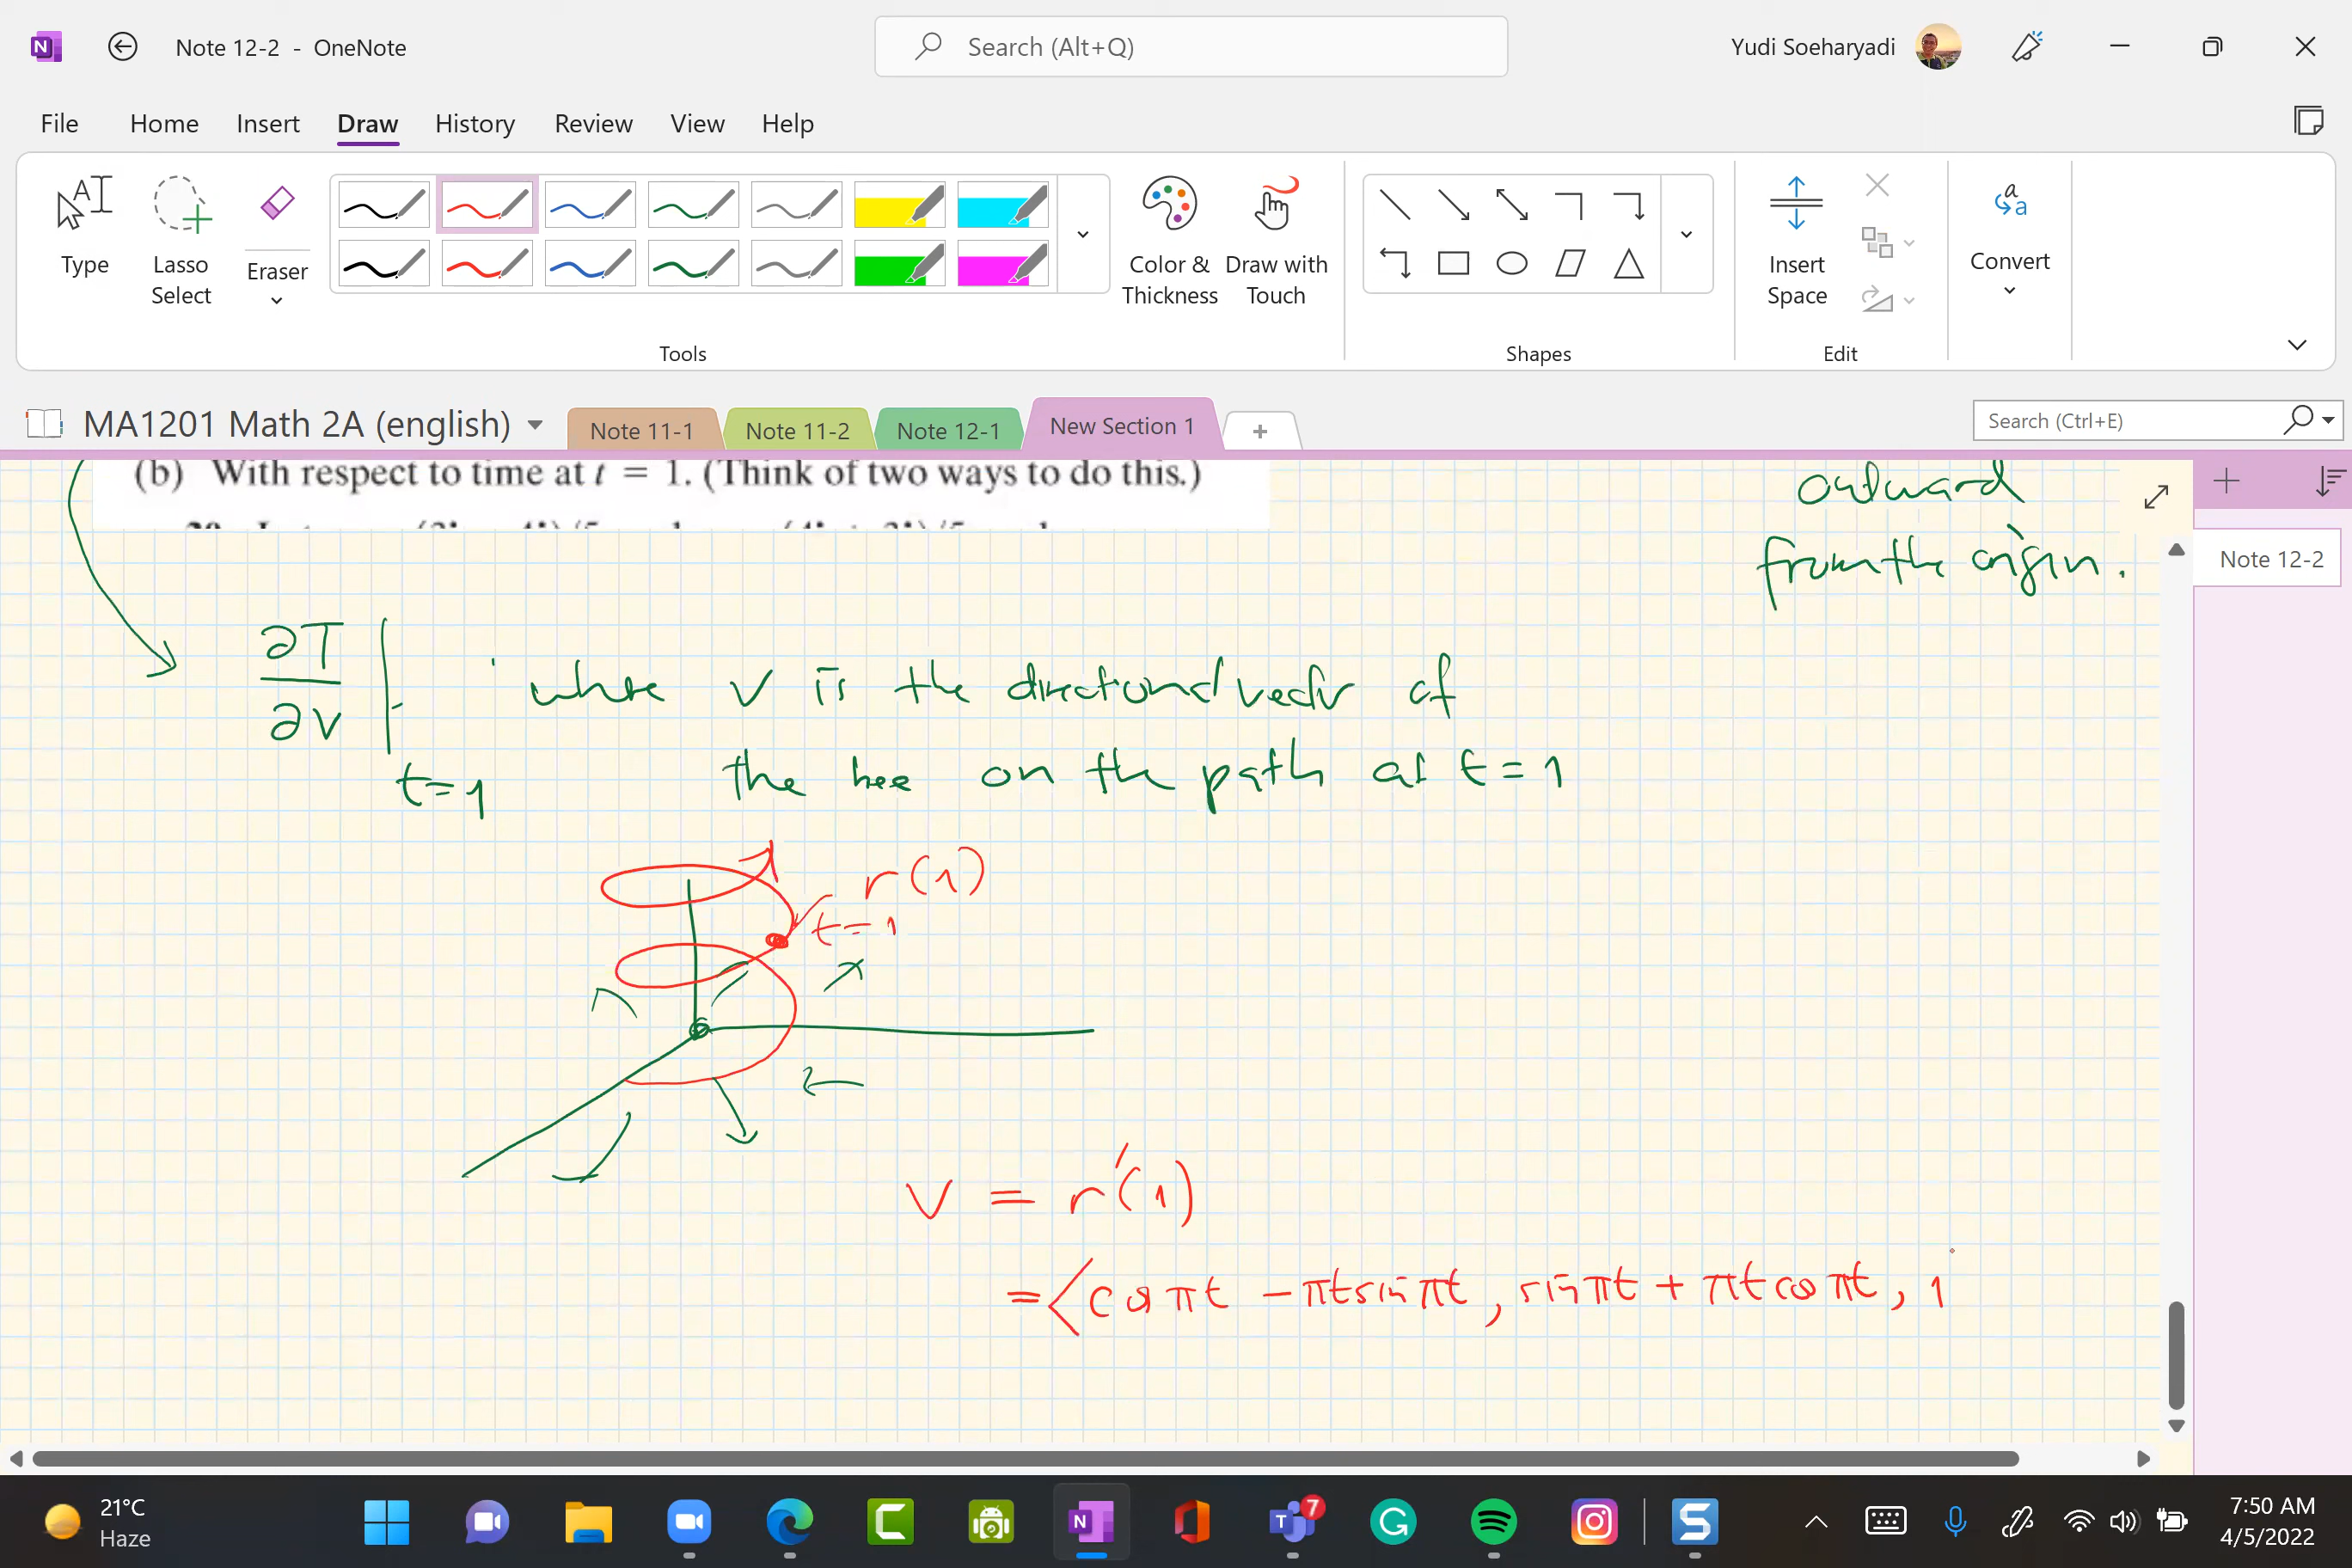 Note 12-2 - OneNote
Search (Alt+Q)
Yudi Soeharyadi
File Home Insert Draw History Review View Help
Type
Lasso Select
Eraser
Color & Thickness
Draw with Touch
Insert Space
Convert
Tools
Shapes
Edit
MA1201 Math 2A (english)
Note 11-1
Note 11-2
Note 12-1
New Section 1
Search (Ctrl+E)
Note 12-2
(b) With respect to time at t = 1. (Think of two ways to do this.)
outward
from the origin.
∂T/∂v | t=1 where v is the directional vector of
the bee on the path at t = 1
r(1)
t=1
v = r'(1)
= < cos πt − πt sin πt, sin πt + πt cos πt, 1
21°C
Haze
7
7:50 AM
4/5/2022